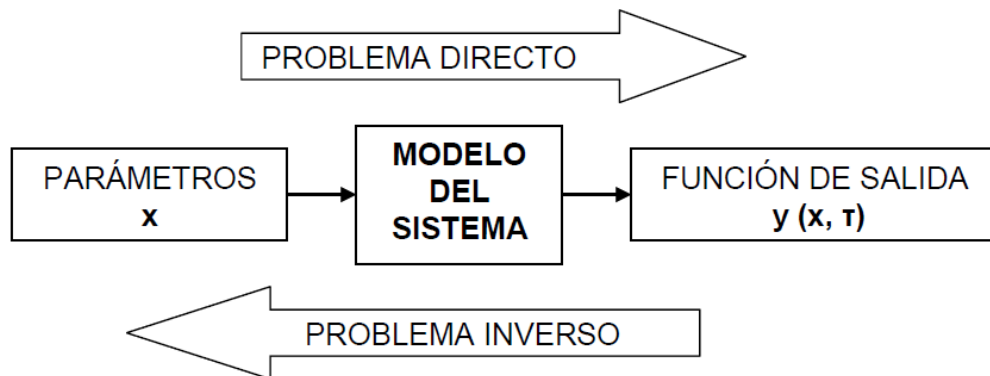 PROBLEMA DIRECTO
PARÁMETROS
x
MODELO
DEL
SISTEMA
FUNCIÓN DE SALIDA
y (x, τ)
PROBLEMA INVERSO